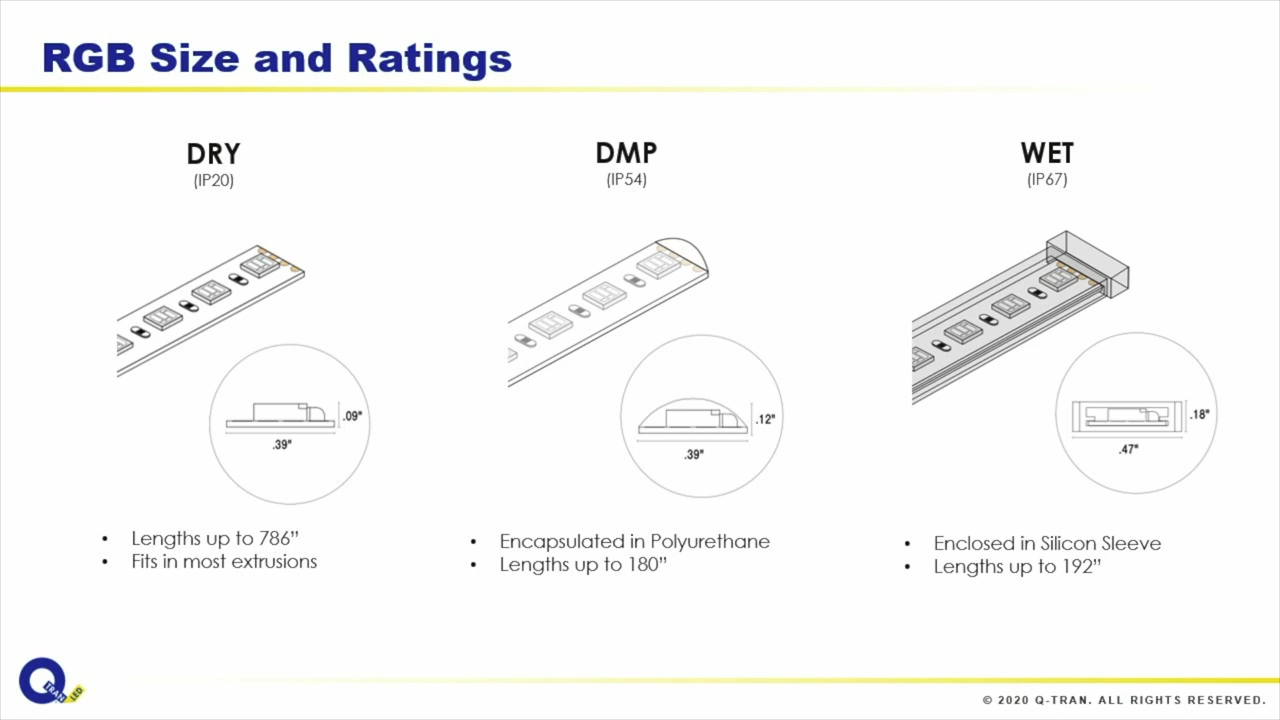 RGB Size and Ratings
DRY
(IP20)
DMP
(IP54)
WET
(IP67)
.09"
.39"
.12"
.39"
.18"
.47"
• Lengths up to 786”
• Fits in most extrusions
• Encapsulated in Polyurethane
• Lengths up to 180”
• Enclosed in Silicon Sleeve
• Lengths up to 192”
Q TRAN LED
© 2020 Q-TRAN. ALL RIGHTS RESERVED.